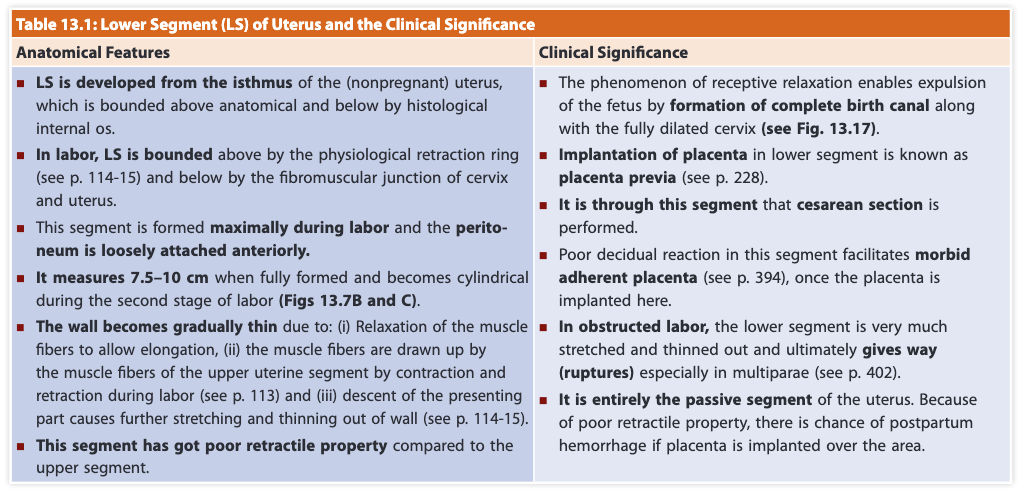 Table 13.1: Lower Segment (LS) of Uterus and the Clinical Significance
Anatomical Features
■ LS is developed from the isthmus of the (nonpregnant) uterus,
which is bounded above anatomical and below by histological
internal os.
■ In labor, LS is bounded above by the physiological retraction ring
(see p. 114-15) and below by the fibromuscular junction of cervix
and uterus.
■ This segment is formed maximally during labor and the perito-
neum is loosely attached anteriorly.
■ It measures 7.5–10 cm when fully formed and becomes cylindrical
during the second stage of labor (Figs 13.7B and C).
■ The wall becomes gradually thin due to: (i) Relaxation of the muscle
fibers to allow elongation, (ii) the muscle fibers are drawn up by
the muscle fibers of the upper uterine segment by contraction and
retraction during labor (see p. 113) and (iii) descent of the presenting
part causes further stretching and thinning out of wall (see p. 114-15).
■ This segment has got poor retractile property compared to the
upper segment.
Clinical Significance
■ The phenomenon of receptive relaxation enables expulsion
of the fetus by formation of complete birth canal along
with the fully dilated cervix (see Fig. 13.17).
■ Implantation of placenta in lower segment is known as
placenta previa (see p. 228).
■ It is through this segment that cesarean section is
performed.
■ Poor decidual reaction in this segment facilitates morbid
adherent placenta (see p. 394), once the placenta is
implanted here.
■ In obstructed labor, the lower segment is very much
stretched and thinned out and ultimately gives way
(ruptures) especially in multiparae (see p. 402).
■ It is entirely the passive segment of the uterus. Because
of poor retractile property, there is chance of postpartum
hemorrhage if placenta is implanted over the area.